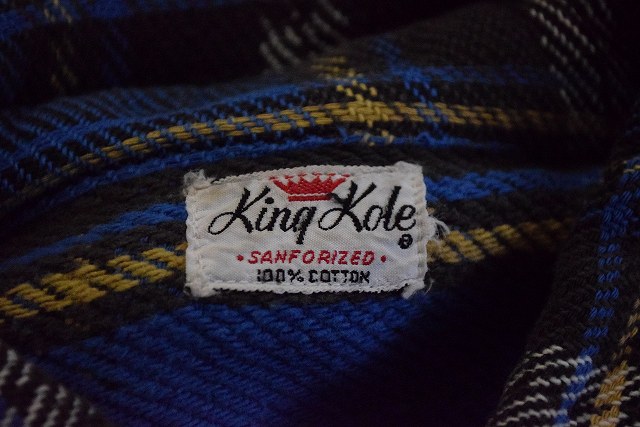 King Kole
®
• SANFORIZED •
100% COTTON